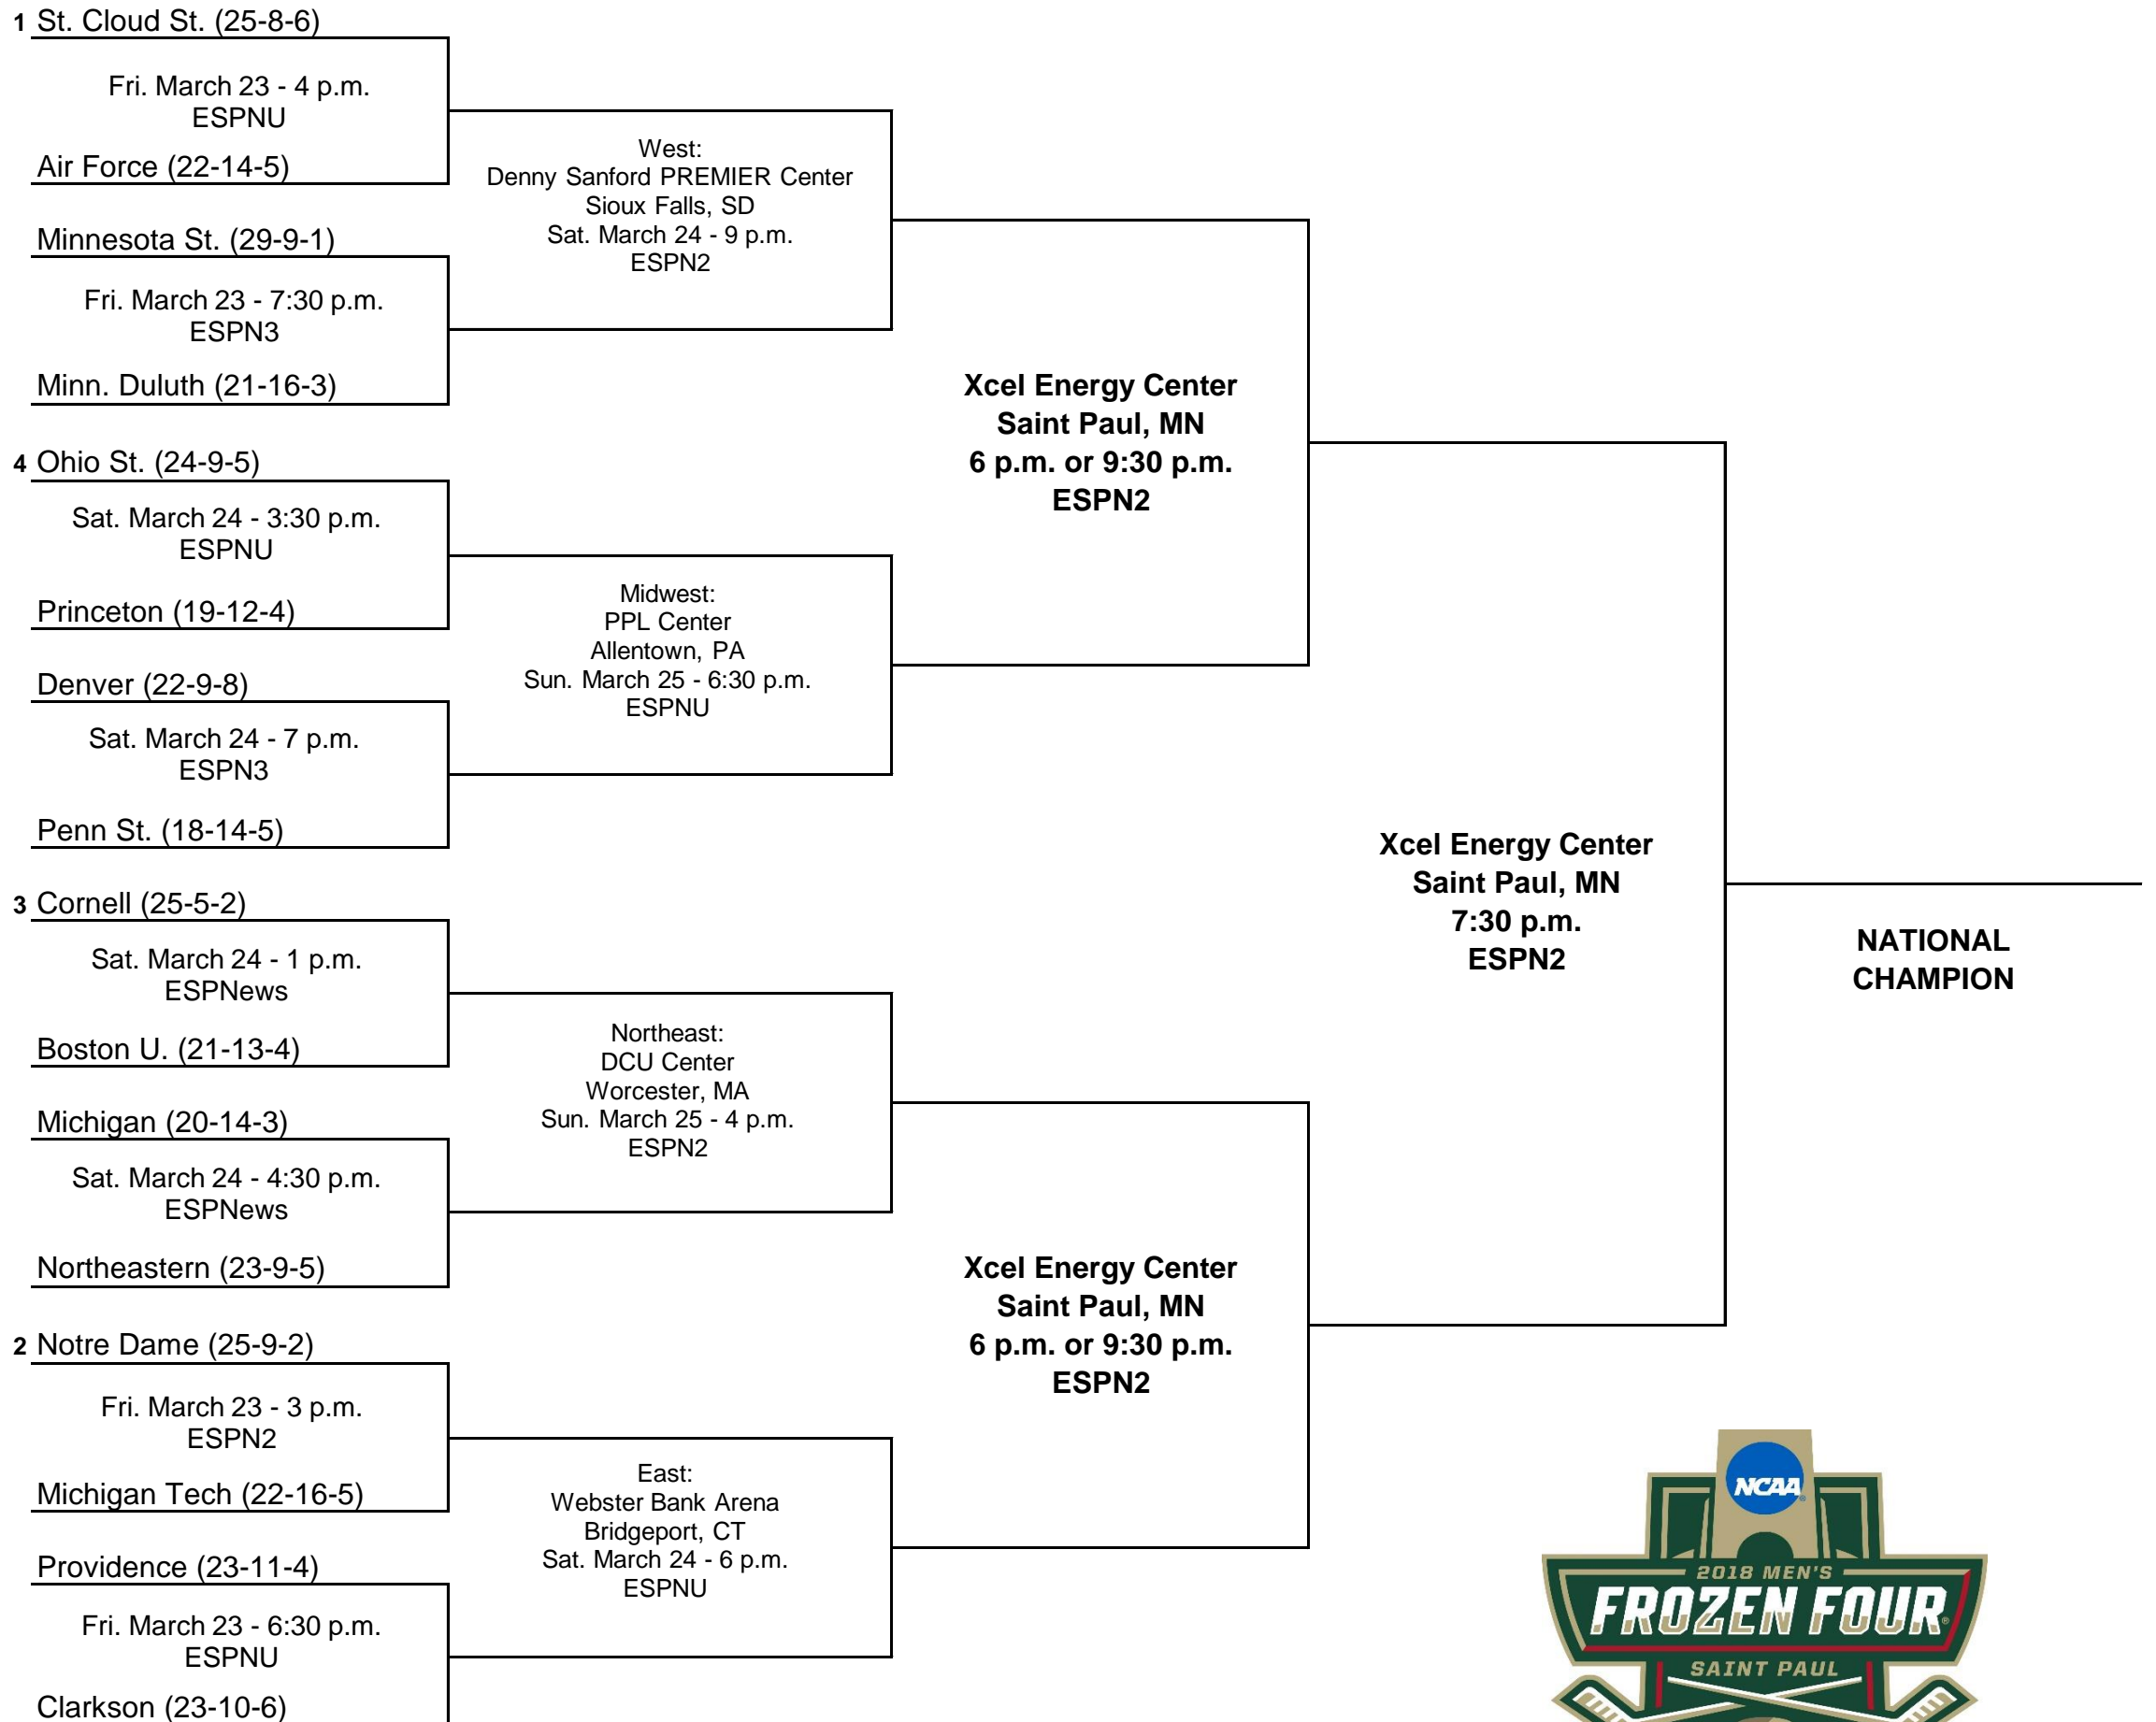 1 St. Cloud St. (25-8-6)
Fri. March 23 - 4 p.m.
ESPNU
Air Force (22-14-5)
Minnesota St. (29-9-1)
Fri. March 23 - 7:30 p.m.
ESPN3
Minn. Duluth (21-16-3)
4 Ohio St. (24-9-5)
Sat. March 24 - 3:30 p.m.
ESPNU
Princeton (19-12-4)
Denver (22-9-8)
Sat. March 24 - 7 p.m.
ESPN3
Penn St. (18-14-5)
3 Cornell (25-5-2)
Sat. March 24 - 1 p.m.
ESPNews
Boston U. (21-13-4)
Michigan (20-14-3)
Sat. March 24 - 4:30 p.m.
ESPNews
Northeastern (23-9-5)
2 Notre Dame (25-9-2)
Fri. March 23 - 3 p.m.
ESPN2
Michigan Tech (22-16-5)
Providence (23-11-4)
Fri. March 23 - 6:30 p.m.
ESPNU
Clarkson (23-10-6)
West:
Denny Sanford PREMIER Center
Sioux Falls, SD
Sat. March 24 - 9 p.m.
ESPN2
Midwest:
PPL Center
Allentown, PA
Sun. March 25 - 6:30 p.m.
ESPNU
Northeast:
DCU Center
Worcester, MA
Sun. March 25 - 4 p.m.
ESPN2
East:
Webster Bank Arena
Bridgeport, CT
Sat. March 24 - 6 p.m.
ESPNU
Xcel Energy Center
Saint Paul, MN
6 p.m. or 9:30 p.m.
ESPN2
Xcel Energy Center
Saint Paul, MN
6 p.m. or 9:30 p.m.
ESPN2
Xcel Energy Center
Saint Paul, MN
7:30 p.m.
ESPN2
NATIONAL
CHAMPION
NCAA
2018 MEN'S
FROZEN FOUR®
SAINT PAUL